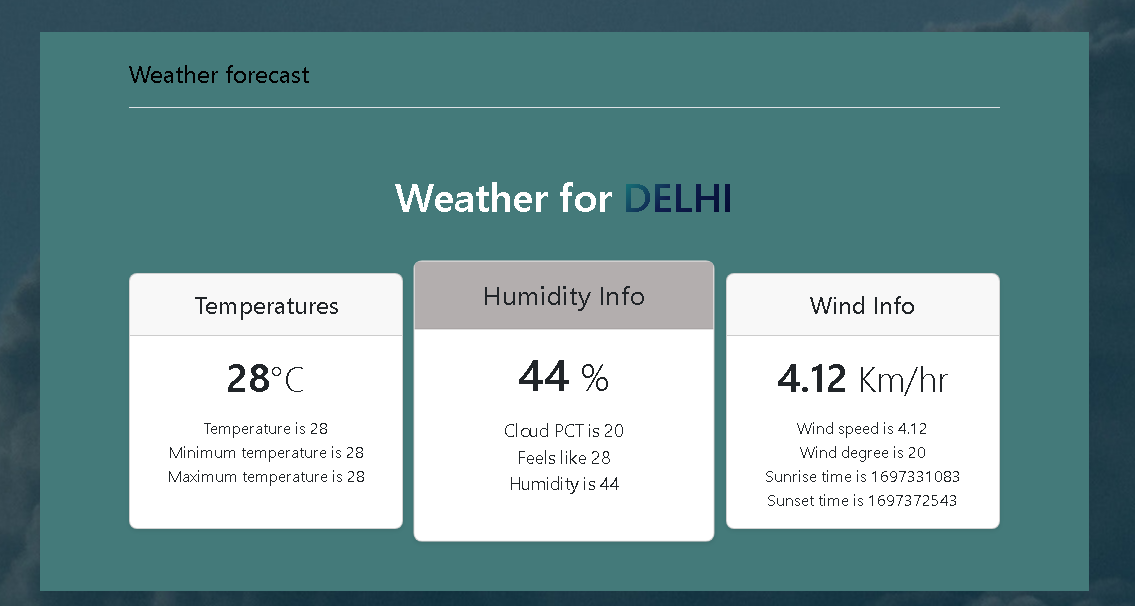 Weather forecast
Weather for DELHI
Temperatures
28°C
Temperature is 28
Minimum temperature is 28
Maximum temperature is 28
Humidity Info
44 %
Cloud PCT is 20
Feels like 28
Humidity is 44
Wind Info
4.12 Km/hr
Wind speed is 4.12
Wind degree is 20
Sunrise time is 1697331083
Sunset time is 1697372543